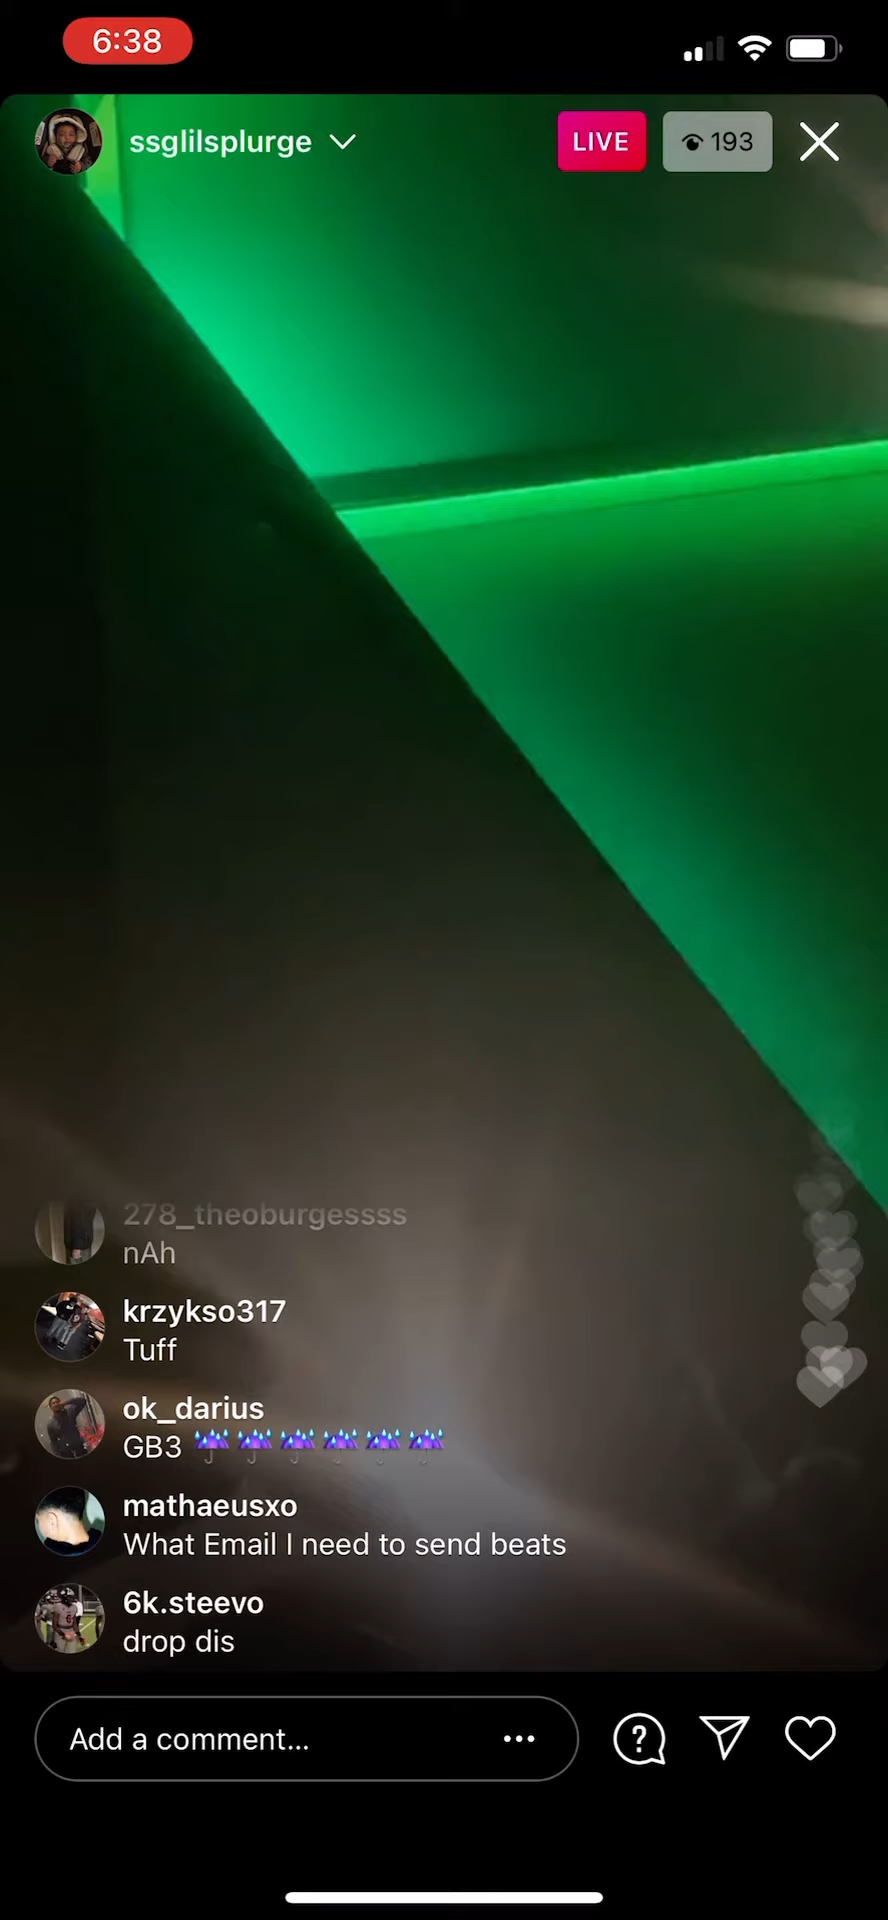 6:38
ssglilsplurge
LIVE
193
278_theoburgessss
nAh
krzykso317
Tuff
ok_darius
GB3 ☔☔☔☔☔☔
mathaeusxo
What Email I need to send beats
6k.steevo
drop dis
Add a comment...